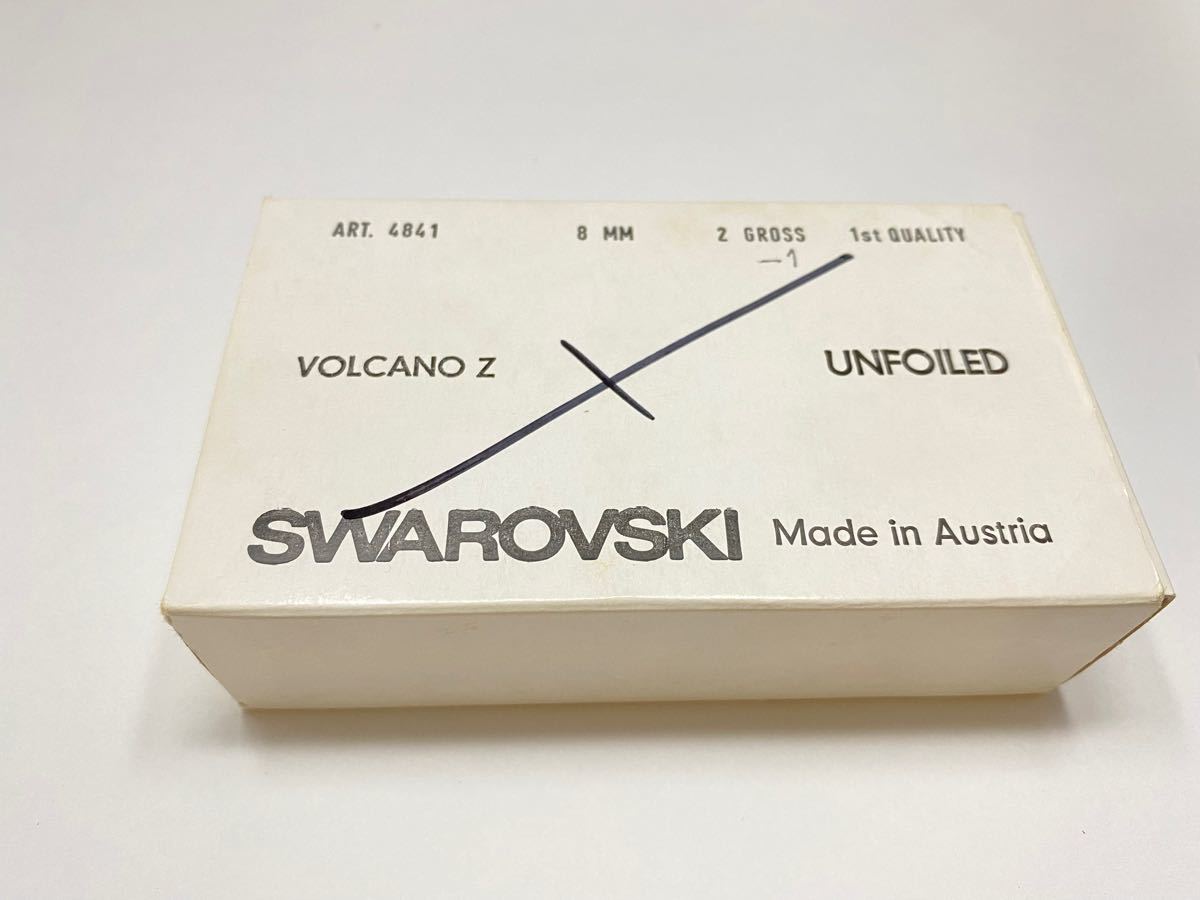 ART. 4841 8 MM 2 GROSS 1st QUALITY
—1
VOLCANO Z UNFOILED
SWAROVSKI Made in Austria